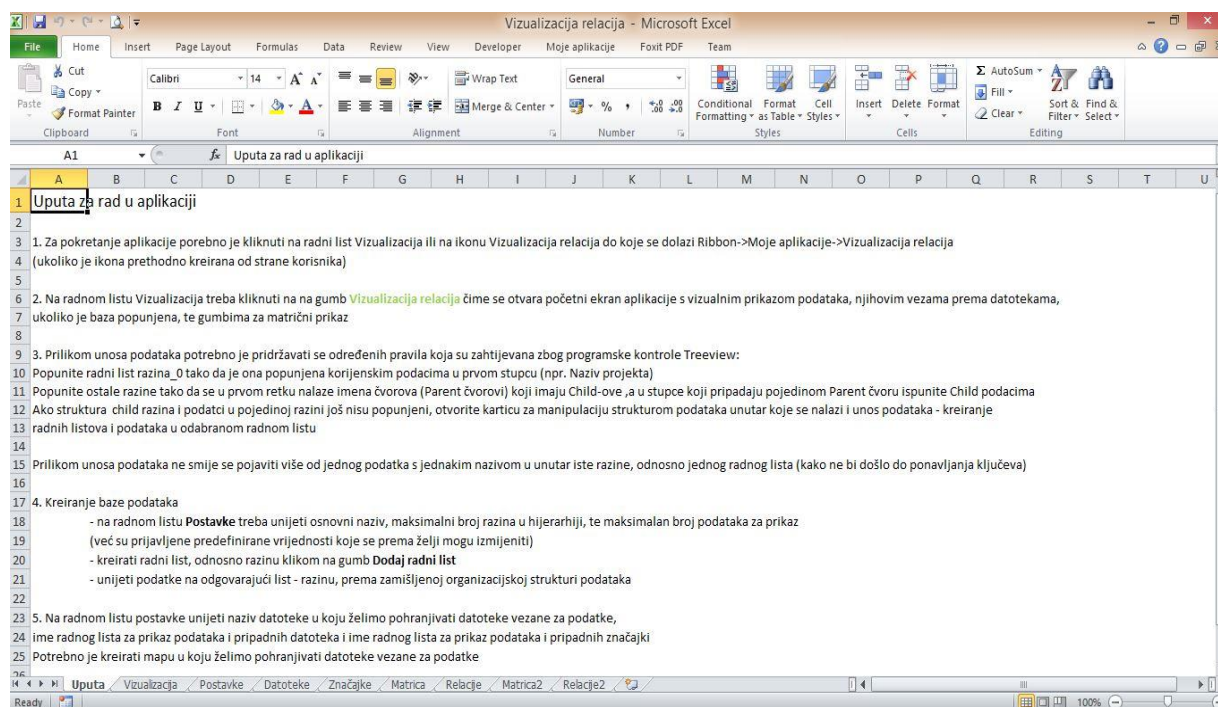 Vizualizacija relacija - Microsoft Excel
File Home Insert Page Layout Formulas Data Review View Developer Moje aplikacije Foxit PDF Team
Cut
Copy
Format Painter
Paste
Clipboard
Calibri 14
B I U
Font
Wrap Text
Merge & Center
Alignment
General
Number
Conditional Formatting
Format as Table
Cell Styles
Styles
Insert Delete Format
Cells
AutoSum
Fill
Clear
Sort & Filter
Find & Select
Editing
A1 fx Uputa za rad u aplikaciji
A B C D E F G H I J K L M N O P Q R S T U
1 Uputa za rad u aplikaciji
2
3 1. Za pokretanje aplikacije porebno je kliknuti na radni list Vizualizacija ili na ikonu Vizualizacija relacija do koje se dolazi Ribbon->Moje aplikacije->Vizualizacija relacija
4 (ukoliko je ikona prethodno kreirana od strane korisnika)
5
6 2. Na radnom listu Vizualizacija treba kliknuti na na gumb Vizualizacija relacija čime se otvara početni ekran aplikacije s vizualnim prikazom podataka, njihovim vezama prema datotekama,
7 ukoliko je baza popunjena, te gumbima za matrični prikaz
8
9 3. Prilikom unosa podataka potrebno je pridržavati se određenih pravila koja su zahtijevana zbog programske kontrole Treeview:
10 Popunite radni list razina_0 tako da je ona popunjena korijenskim podacima u prvom stupcu (npr. Naziv projekta)
11 Popunite ostale razine tako da se u prvom retku nalaze imena čvorova (Parent čvorovi) koji imaju Child-ove ,a u stupce koji pripadaju pojedinom Parent čvoru ispunite Child podacima
12 Ako struktura child razina i podatci u pojedinoj razini još nisu popunjeni, otvorite karticu za manipulaciju strukturom podataka unutar koje se nalazi i unos podataka - kreiranje
13 radnih listova i podataka u odabranom radnom listu
14
15 Prilikom unosa podataka ne smije se pojaviti više od jednog podatka s jednakim nazivom u unutar iste razine, odnosno jednog radnog lista (kako ne bi došlo do ponavljanja ključeva)
16
17 4. Kreiranje baze podataka
18 - na radnom listu Postavke treba unijeti osnovni naziv, maksimalni broj razina u hijerarhiji, te maksimalan broj podataka za prikaz
19 (već su prijavljene predefinirane vrijednosti koje se prema želji mogu izmijeniti)
20 - kreirati radni list, odnosno razinu klikom na gumb Dodaj radni list
21 - unijeti podatke na odgovarajući list - razinu, prema zamišljenoj organizacijskoj strukturi podataka
22
23 5. Na radnom listu postavke unijeti naziv datoteke u koju želimo pohranjivati datoteke vezane za podatke,
24 ime radnog lista za prikaz podataka i pripadnih datoteka i ime radnog lista za prikaz podataka i pripadnih značajki
25 Potrebno je kreirati mapu u koju želimo pohranjivati datoteke vezane za podatke
26
Uputa Vizualizacija Postavke Datoteke Značajke Matrica Relacije Matrica2 Relacije2
Ready 100%